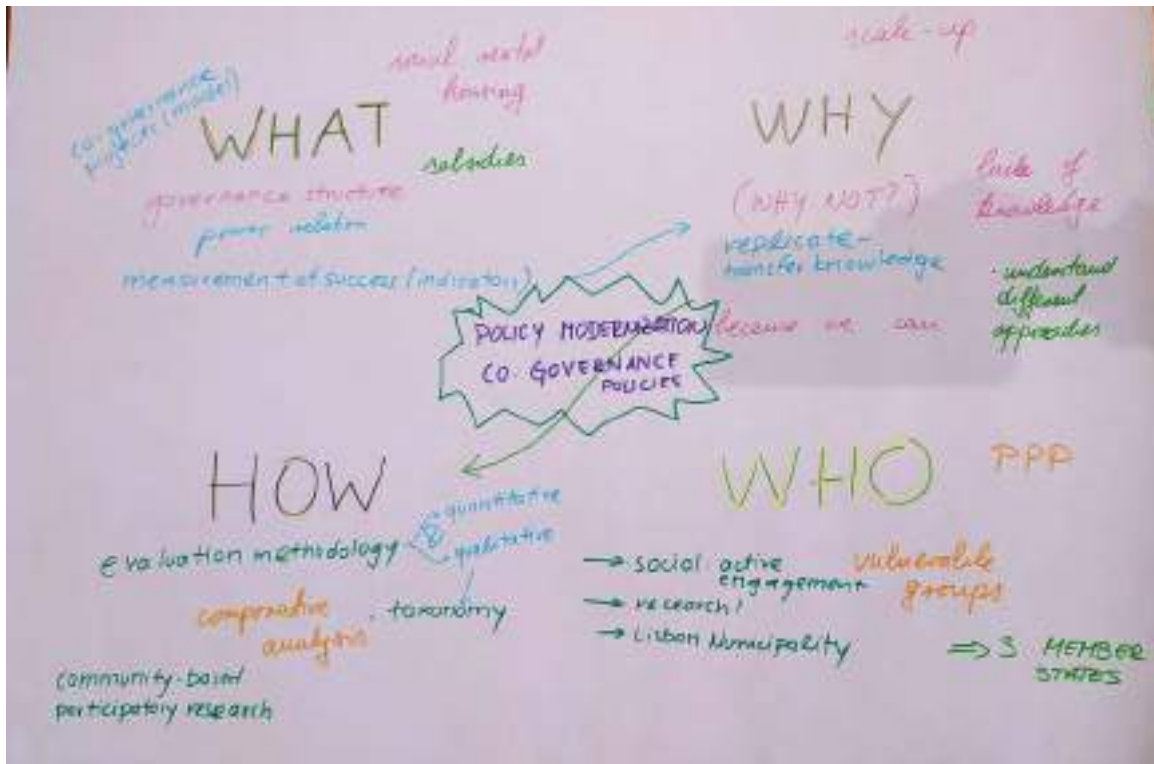 co-governance
projects (model)
WHAT
social rental
housing
subsidies
governance structure
power relation
measurement of success (indicators)
scale-up
WHY
(WHY NOT?)
lack of
knowledge
replicate-
transfer knowledge
because we can
· understand
different
approaches
POLICY MODERNIZATION
CO GOVERNANCE
POLICIES
HOW
evaluation methodology
quantitative
&
qualitative
comparative
analysis
· taxonomy
community-based
participatory research
WHO
PPP
→ social active
engagement
→ research
→ Lisbon Municipality
vulnerable
groups
⇒ 3 MEMBER
STATES